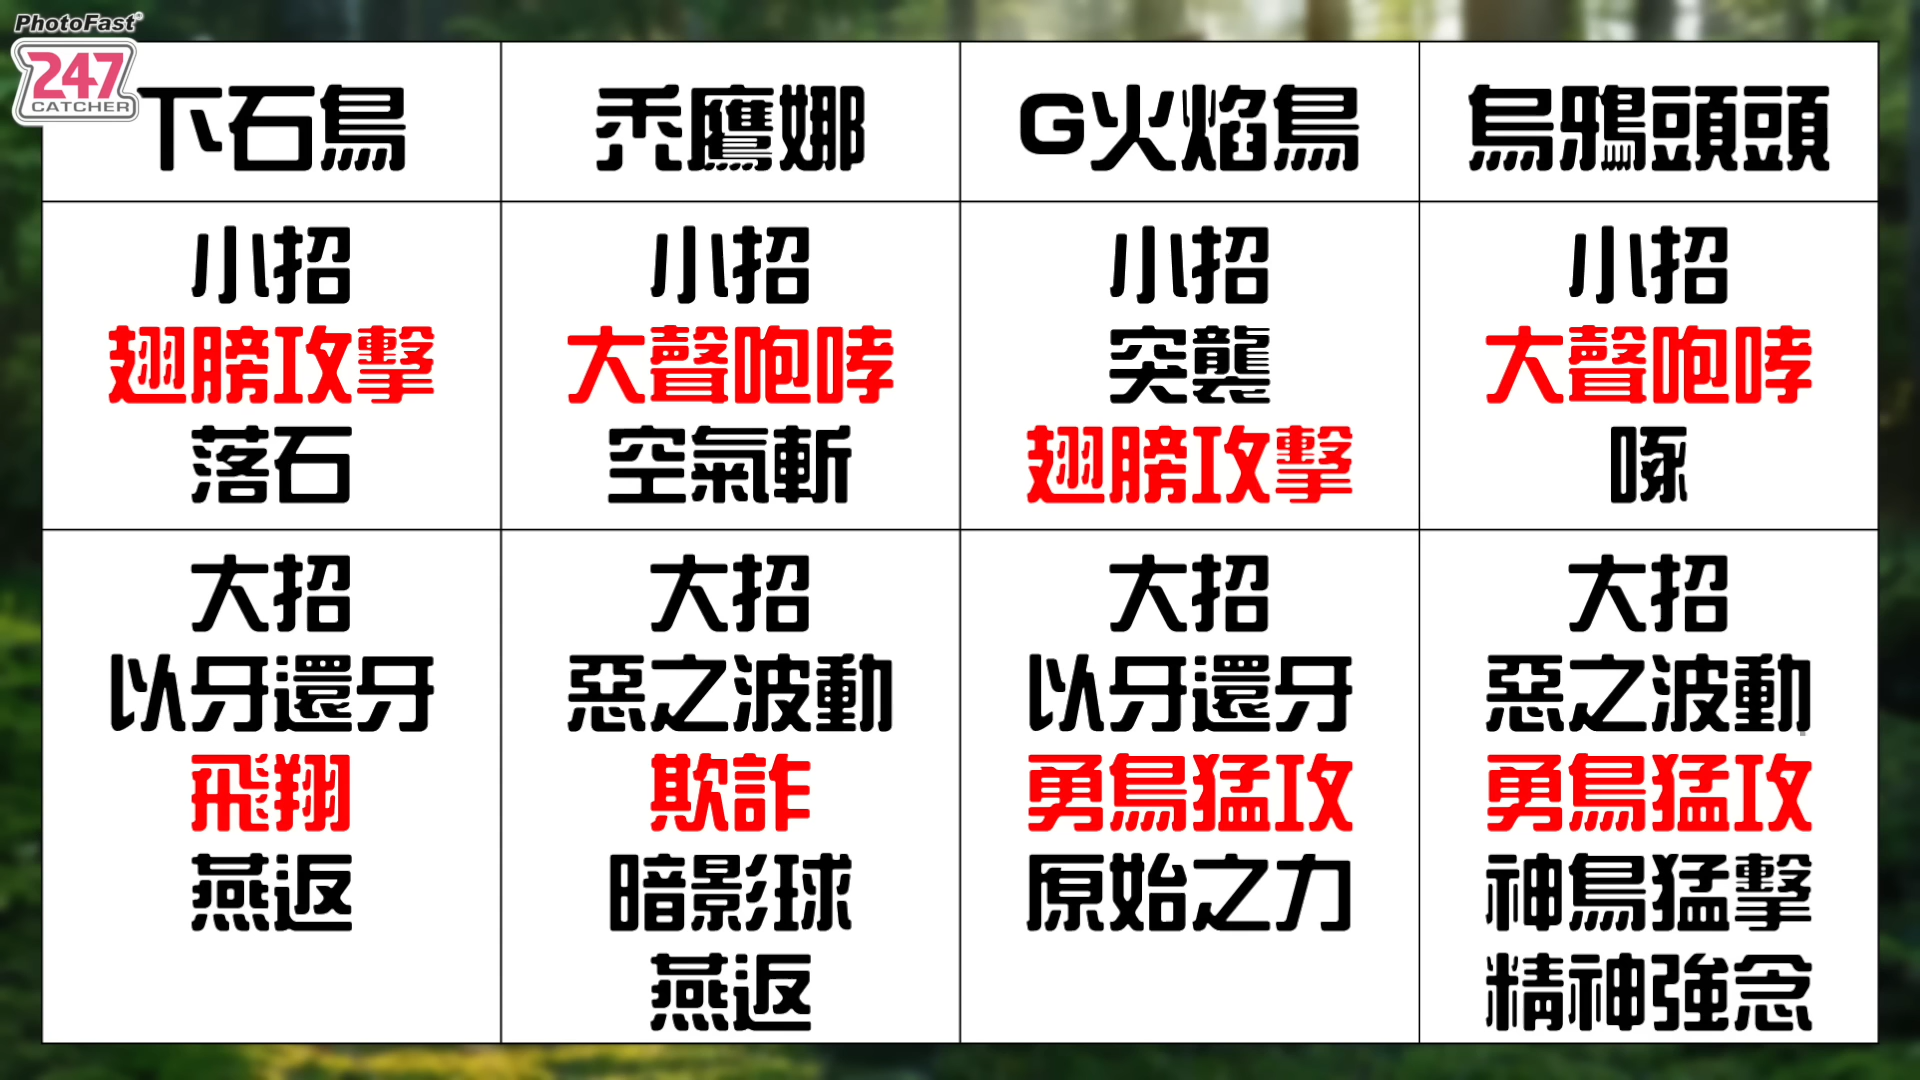 PhotoFast
247
CATCHER
下石鳥
禿鷹娜
G火焰鳥
烏鴉頭頭
小招
翅膀攻擊
落石
小招
大聲咆哮
空氣斬
小招
突襲
翅膀攻擊
小招
大聲咆哮
啄
大招
以牙還牙
飛翔
燕返
大招
惡之波動
欺詐
暗影球
燕返
大招
以牙還牙
勇鳥猛攻
原始之力
大招
惡之波動
勇鳥猛攻
神鳥猛擊
精神強念